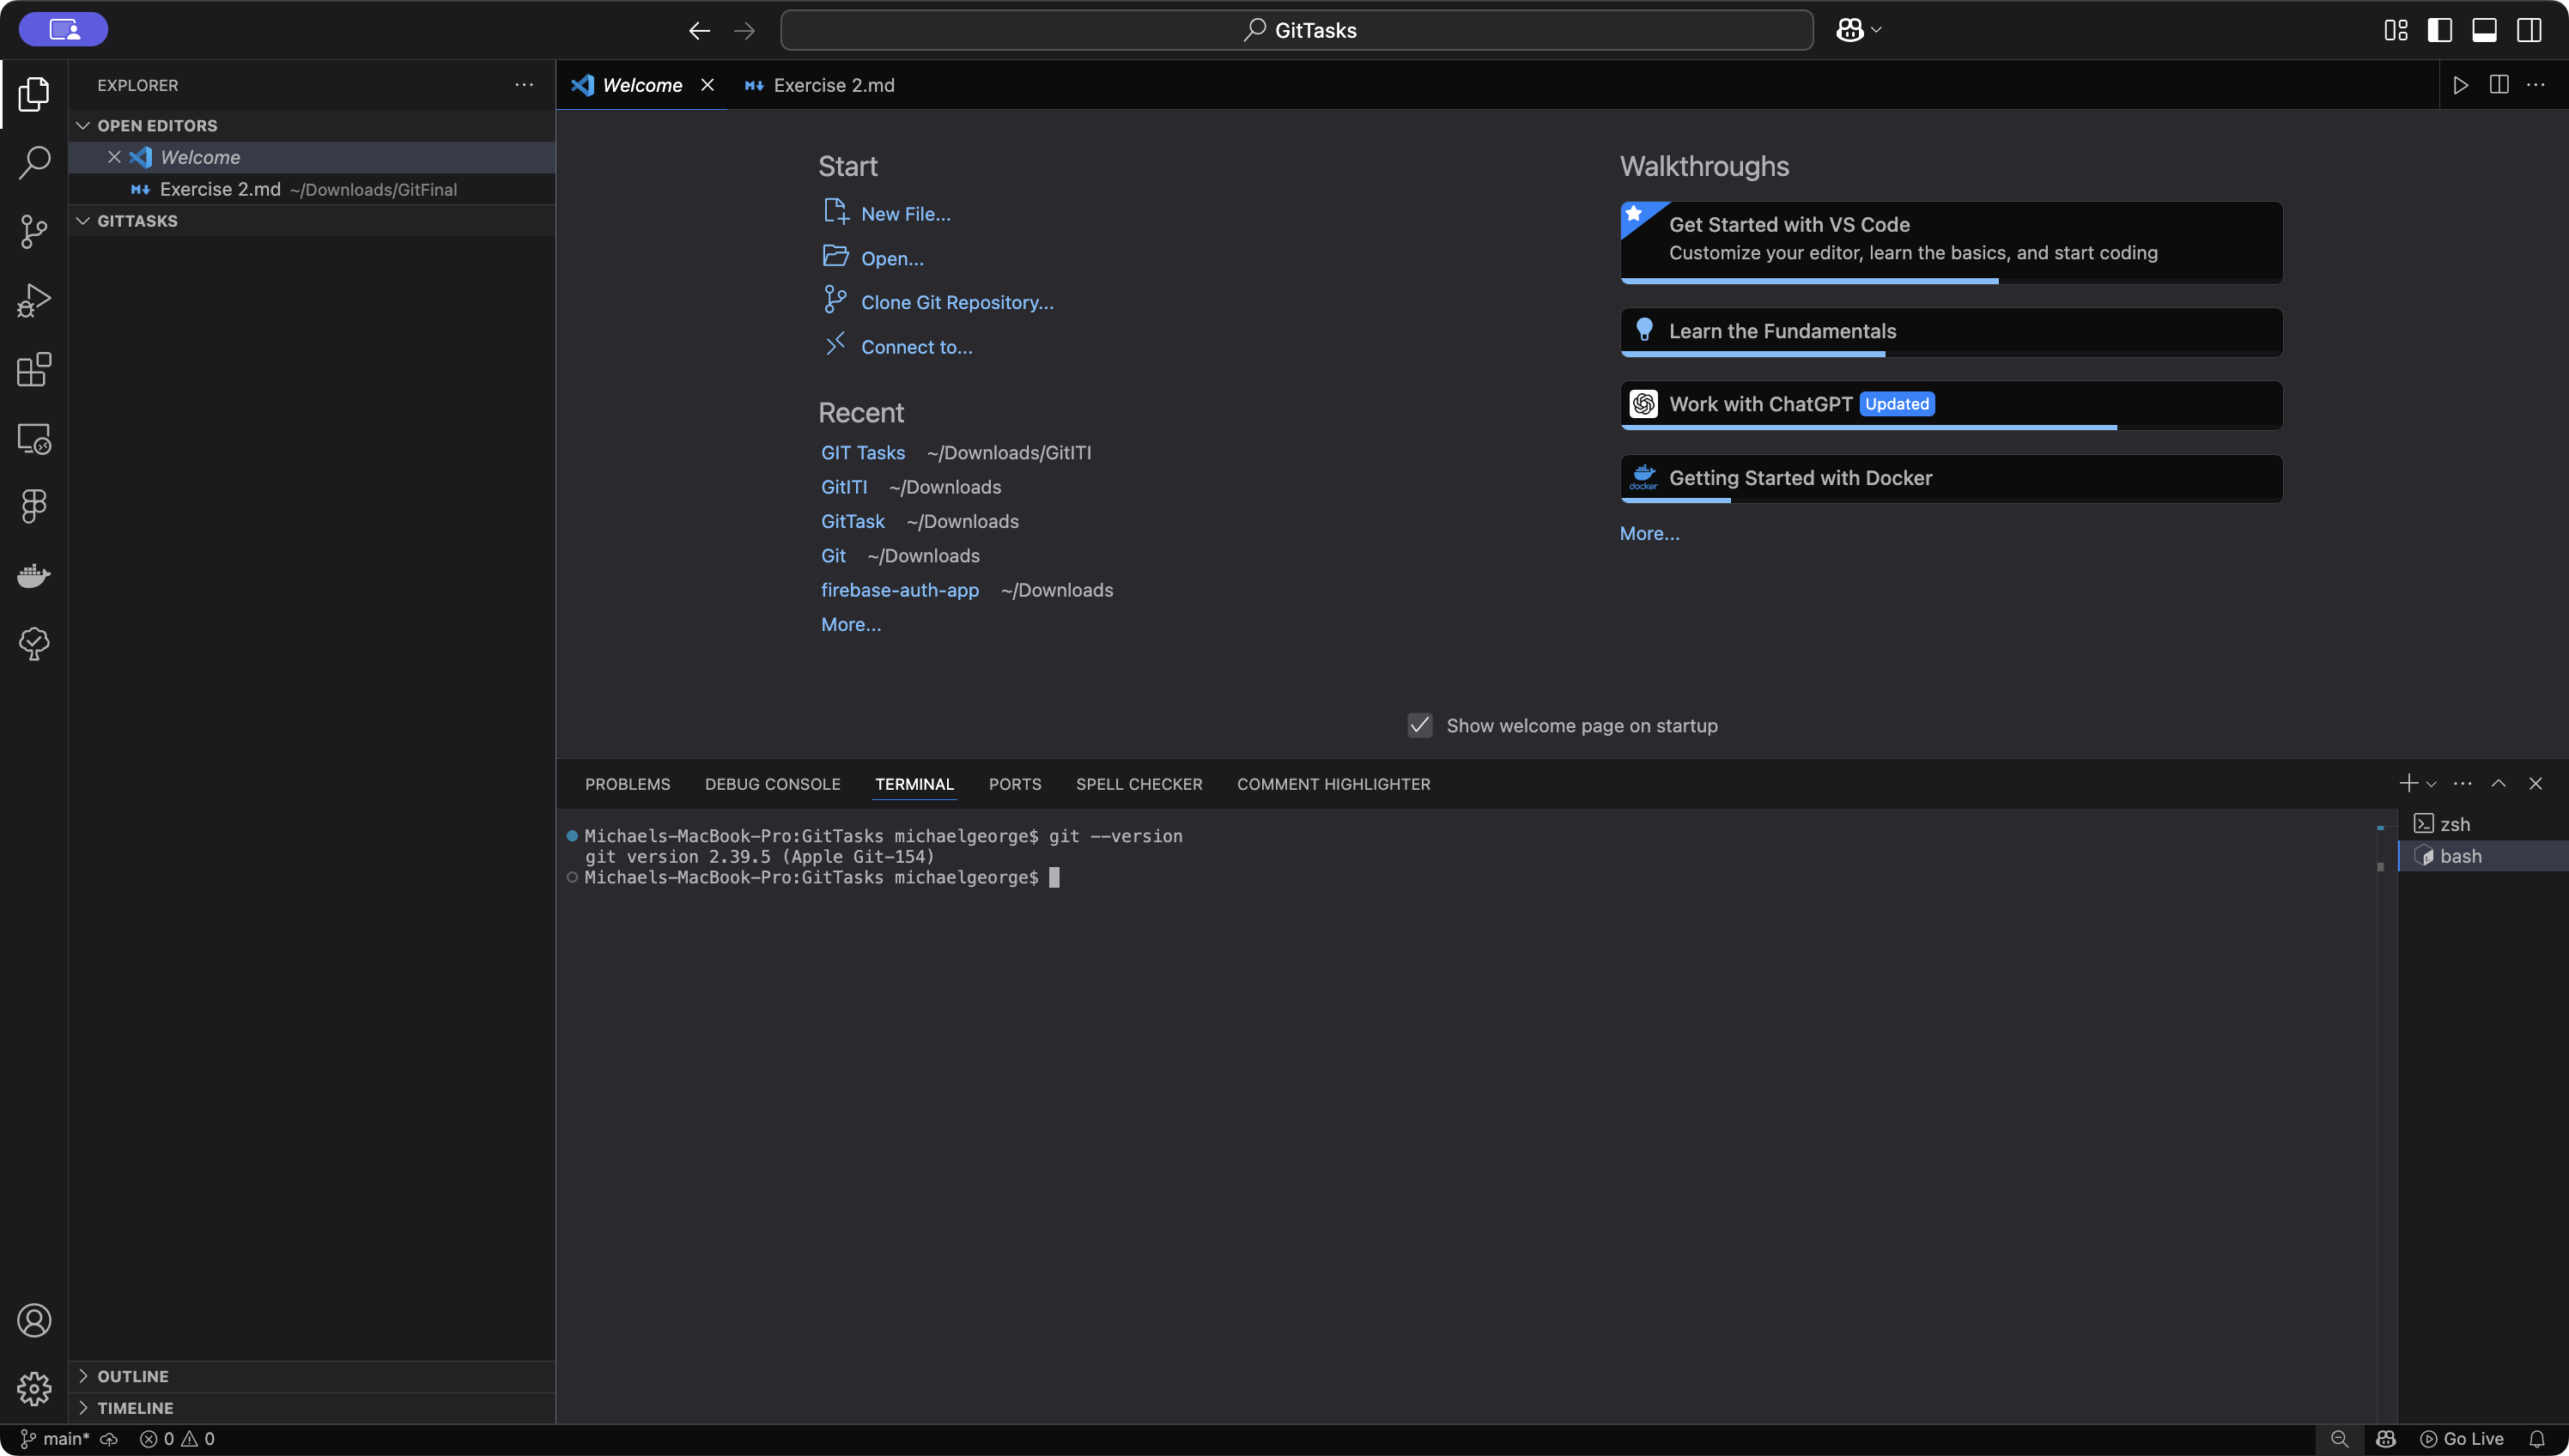 GitTasks
EXPLORER
OPEN EDITORS
Welcome
Exercise 2.md ~/Downloads/GitFinal
GITTASKS
OUTLINE
TIMELINE
Welcome
Exercise 2.md
Start
New File...
Open...
Clone Git Repository...
Connect to...
Recent
GIT Tasks ~/Downloads/GitITI
GitITI ~/Downloads
GitTask ~/Downloads
Git ~/Downloads
firebase-auth-app ~/Downloads
More...
Walkthroughs
Get Started with VS Code
Customize your editor, learn the basics, and start coding
Learn the Fundamentals
Work with ChatGPT Updated
docker
Getting Started with Docker
More...
Show welcome page on startup
PROBLEMS DEBUG CONSOLE TERMINAL PORTS SPELL CHECKER COMMENT HIGHLIGHTER
Michaels-MacBook-Pro:GitTasks michaelgeorge$ git --version
git version 2.39.5 (Apple Git-154)
Michaels-MacBook-Pro:GitTasks michaelgeorge$
zsh
bash
main* 0 0
Go Live